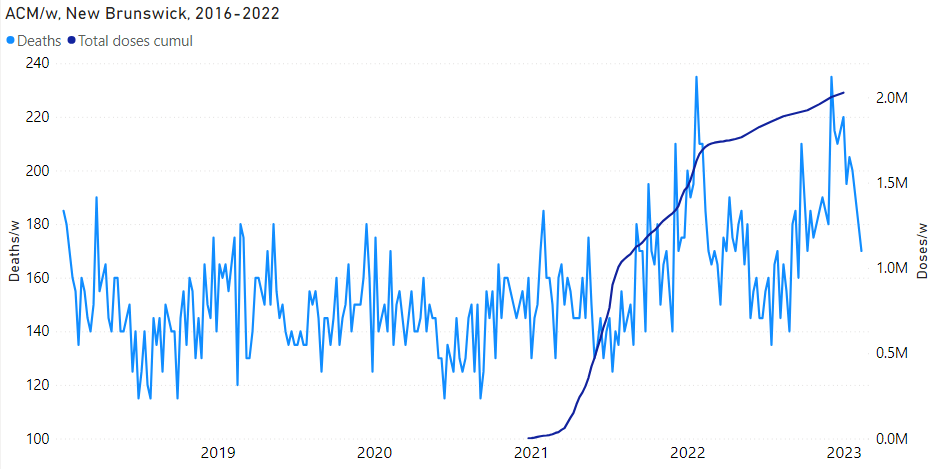 ACM/w, New Brunswick, 2016-2022
Deaths Total doses cumul
240
220
200
180
160
140
120
100
Deaths/w
2.0M
1.5M
1.0M
0.5M
0.0M
Doses/w
2019 2020 2021 2022 2023